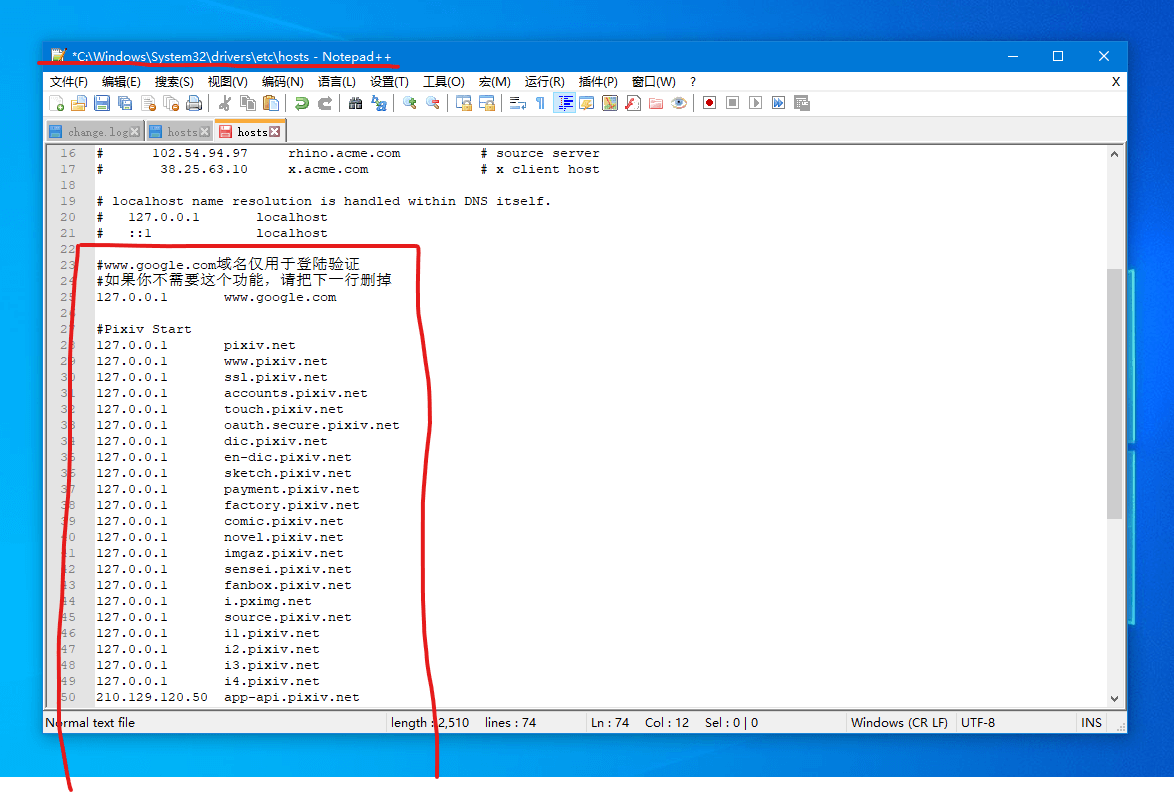 *C:\Windows\System32\drivers\etc\hosts - Notepad++
文件(F) 编辑(E) 搜索(S) 视图(V) 编码(N) 语言(L) 设置(T) 工具(O) 宏(M) 运行(R) 插件(P) 窗口(W) ? X
change.log hosts hosts
16 # 102.54.94.97 rhino.acme.com # source server
17 # 38.25.63.10 x.acme.com # x client host
18
19 # localhost name resolution is handled within DNS itself.
20 # 127.0.0.1 localhost
21 # ::1 localhost
22
23 #www.google.com域名仅用于登陆验证
24 #如果你不需要这个功能，请把下一行删掉
25 127.0.0.1 www.google.com
26
27 #Pixiv Start
28 127.0.0.1 pixiv.net
29 127.0.0.1 www.pixiv.net
30 127.0.0.1 ssl.pixiv.net
31 127.0.0.1 accounts.pixiv.net
32 127.0.0.1 touch.pixiv.net
33 127.0.0.1 oauth.secure.pixiv.net
34 127.0.0.1 dic.pixiv.net
35 127.0.0.1 en-dic.pixiv.net
36 127.0.0.1 sketch.pixiv.net
37 127.0.0.1 payment.pixiv.net
38 127.0.0.1 factory.pixiv.net
39 127.0.0.1 comic.pixiv.net
40 127.0.0.1 novel.pixiv.net
41 127.0.0.1 imgaz.pixiv.net
42 127.0.0.1 sensei.pixiv.net
43 127.0.0.1 fanbox.pixiv.net
44 127.0.0.1 i.pximg.net
45 127.0.0.1 source.pixiv.net
46 127.0.0.1 i1.pixiv.net
47 127.0.0.1 i2.pixiv.net
48 127.0.0.1 i3.pixiv.net
49 127.0.0.1 i4.pixiv.net
50 210.129.120.50 app-api.pixiv.net
Normal text file length : 2,510 lines : 74 Ln : 74 Col : 12 Sel : 0 | 0 Windows (CR LF) UTF-8 INS